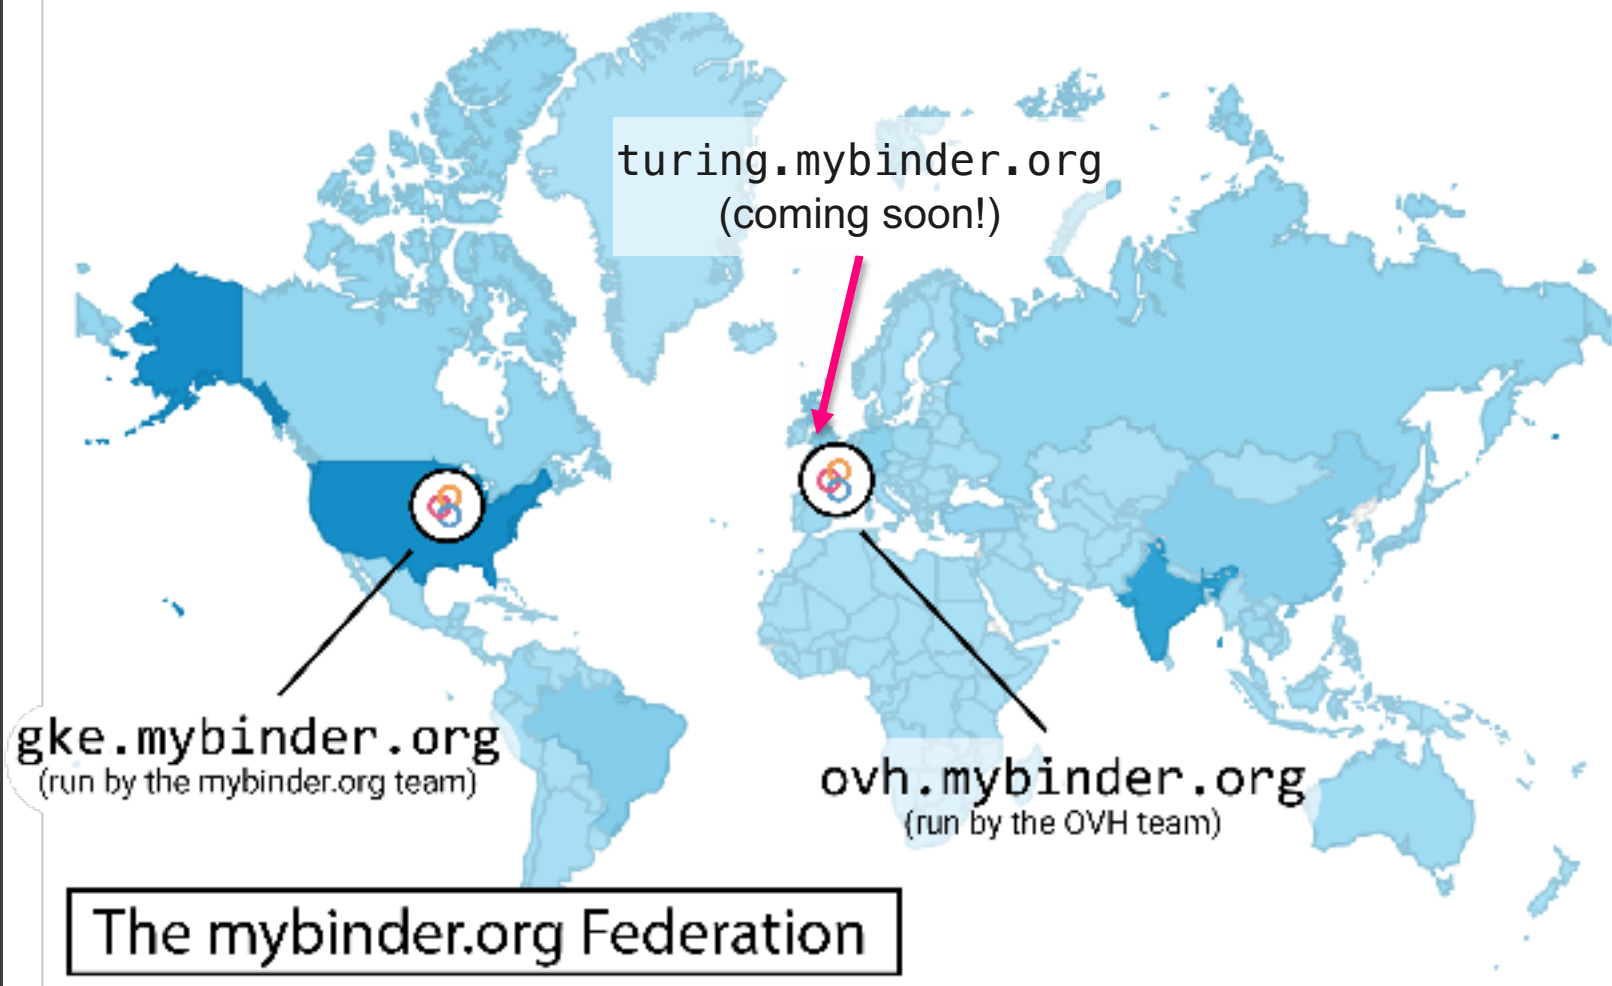 turing.mybinder.org
(coming soon!)
gke.mybinder.org
(run by the mybinder.org team)
ovh.mybinder.org
(run by the OVH team)
The mybinder.org Federation